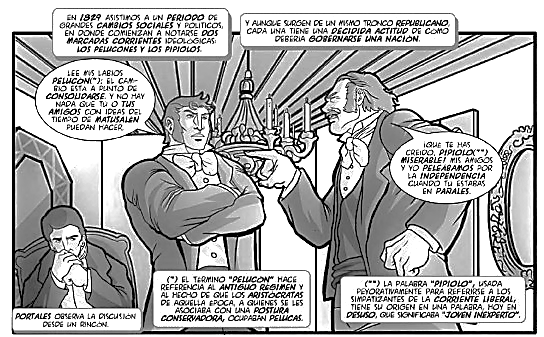 EN 1829 ASISTIMOS A UN PERIODO DE
GRANDES CAMBIOS SOCIALES Y POLITICOS,
EN DONDE COMIENZAN A NOTARSE DOS
MARCADAS CORRIENTES IDEOLOGICAS:
LOS PELUCONES Y LOS PIPIOLOS.
Y AUNQUE SURGEN DE UN MISMO TRONCO REPUBLICANO,
CADA UNA TIENE UNA DECIDIDA ACTITUD DE COMO
DEBERIA GOBERNARSE UNA NACIÓN.
LEE MIS LABIOS
PELUCON(*); EL CAM-
BIO ESTA A PUNTO DE
CONSOLIDARSE. Y NO HAY
NADA QUE TU O TUS
AMIGOS CON IDEAS DEL
TIEMPO DE MATUSALEN
PUEDAN HACER.
¡QUE TE HAS
CREIDO, PIPIOLO(**)
MISERABLE! MIS AMIGOS
Y YO PELEABAMOS POR
LA INDEPENDENCIA
CUANDO TU ESTABAS
EN PAÑALES.
PORTALES OBSERVA LA DISCUSIÓN
DESDE UN RINCÓN.
(*) EL TERMINO "PELUCON" HACE
REFERENCIA AL ANTIGUO REGIMEN Y
AL HECHO DE QUE LOS ARISTOCRATAS
DE AQUELLA EPOCA, A QUIENES SE LES
ASOCIABA CON UNA POSTURA
CONSERVADORA, OCUPABAN PELUCAS.
(**) LA PALABRA "PIPIOLO", USADA
PEYORATIVAMENTE PARA REFERIRSE A LOS
SIMPATIZANTES DE LA CORRIENTE LIBERAL,
TIENE SU ORIGEN EN UNA PALABRA, HOY EN
DESUSO, QUE SIGNIFICABA "JOVEN INEXPERTO".